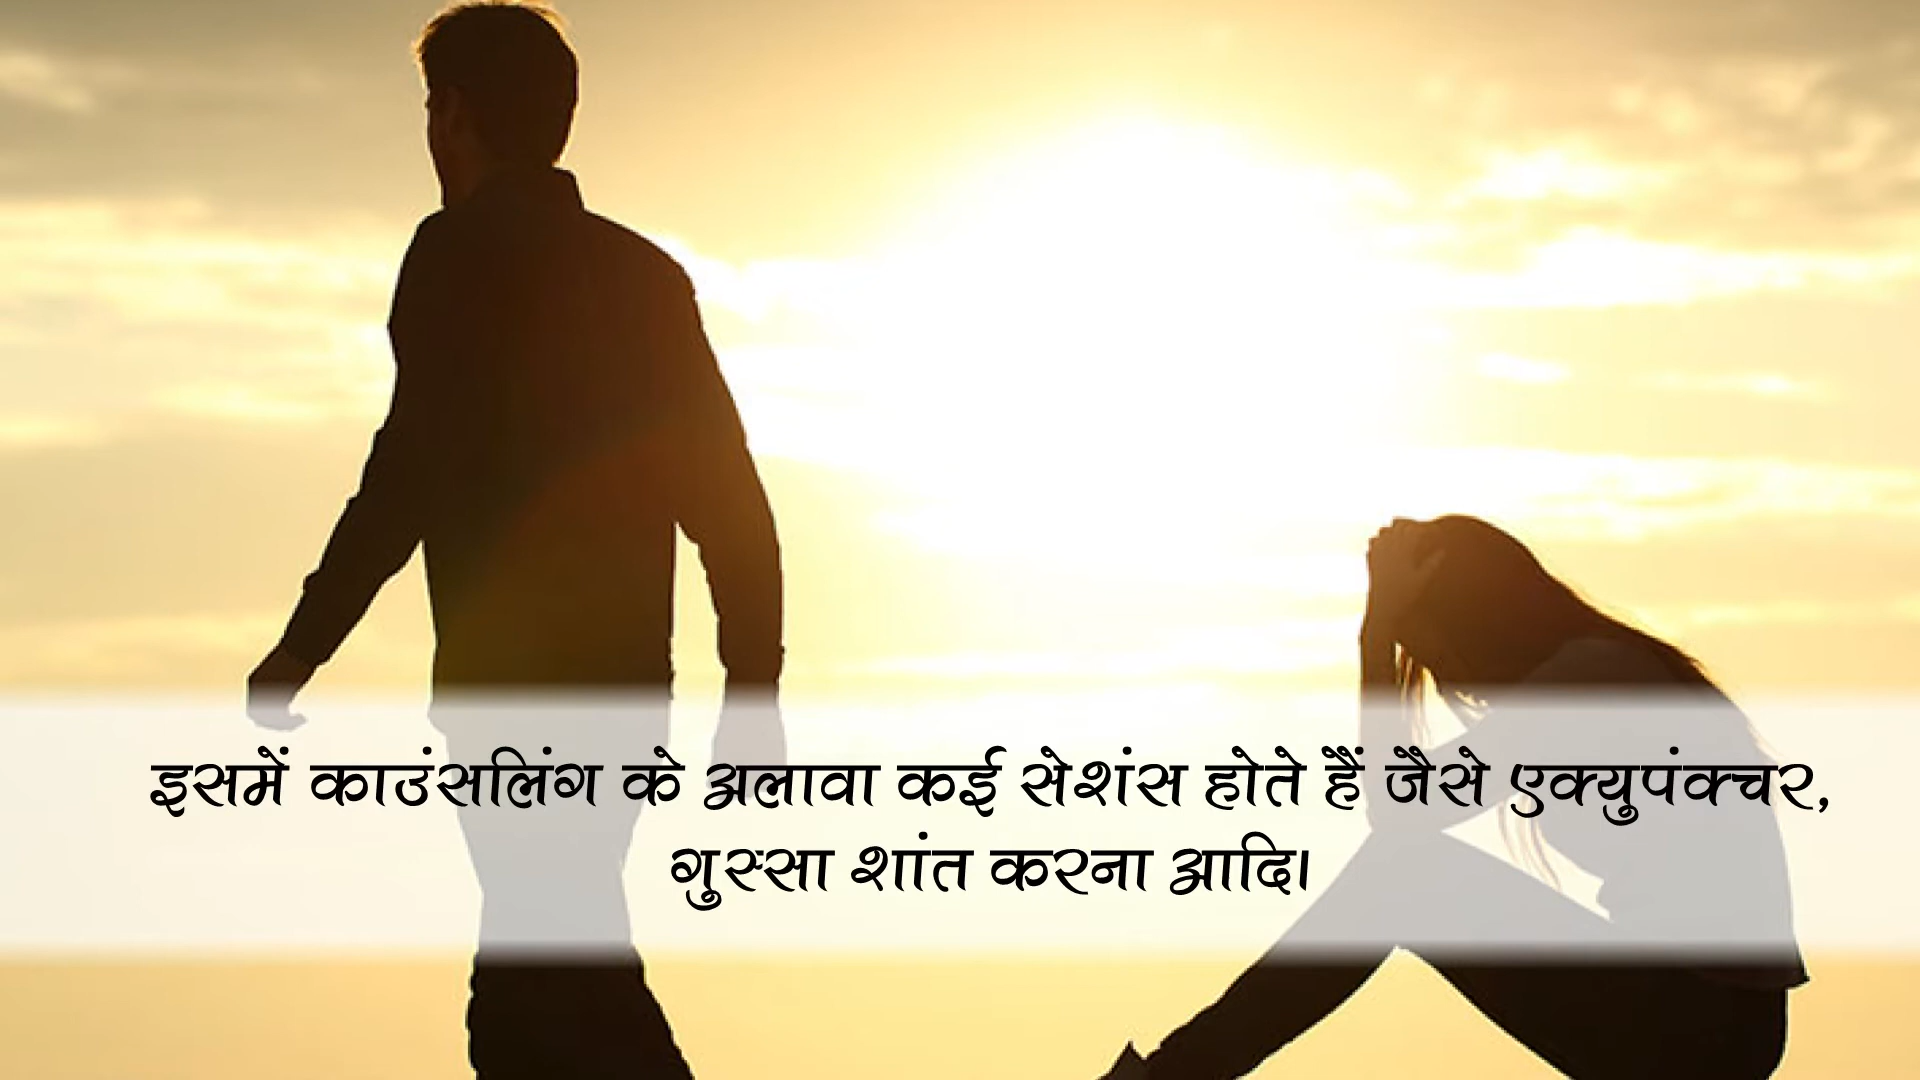 इसमें काउंसलिंग के अलावा कई सेशंस होते हैं जैसे एक्युपंक्चर,
गुस्सा शांत करना आदि।